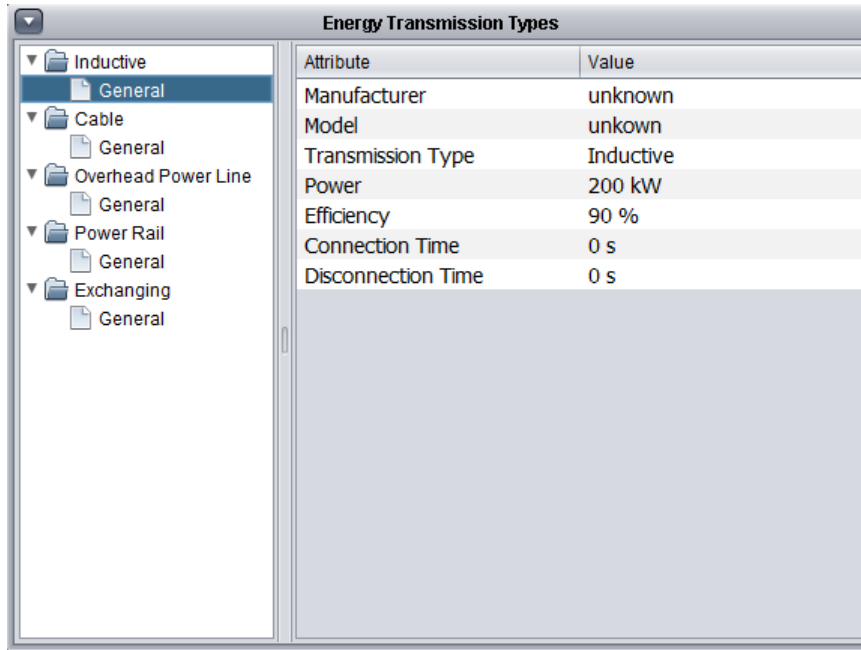 Energy Transmission Types
Inductive
General
Cable
General
Overhead Power Line
General
Power Rail
General
Exchanging
General
Attribute Value
Manufacturer unknown
Model unkown
Transmission Type Inductive
Power 200 kW
Efficiency 90 %
Connection Time 0 s
Disconnection Time 0 s